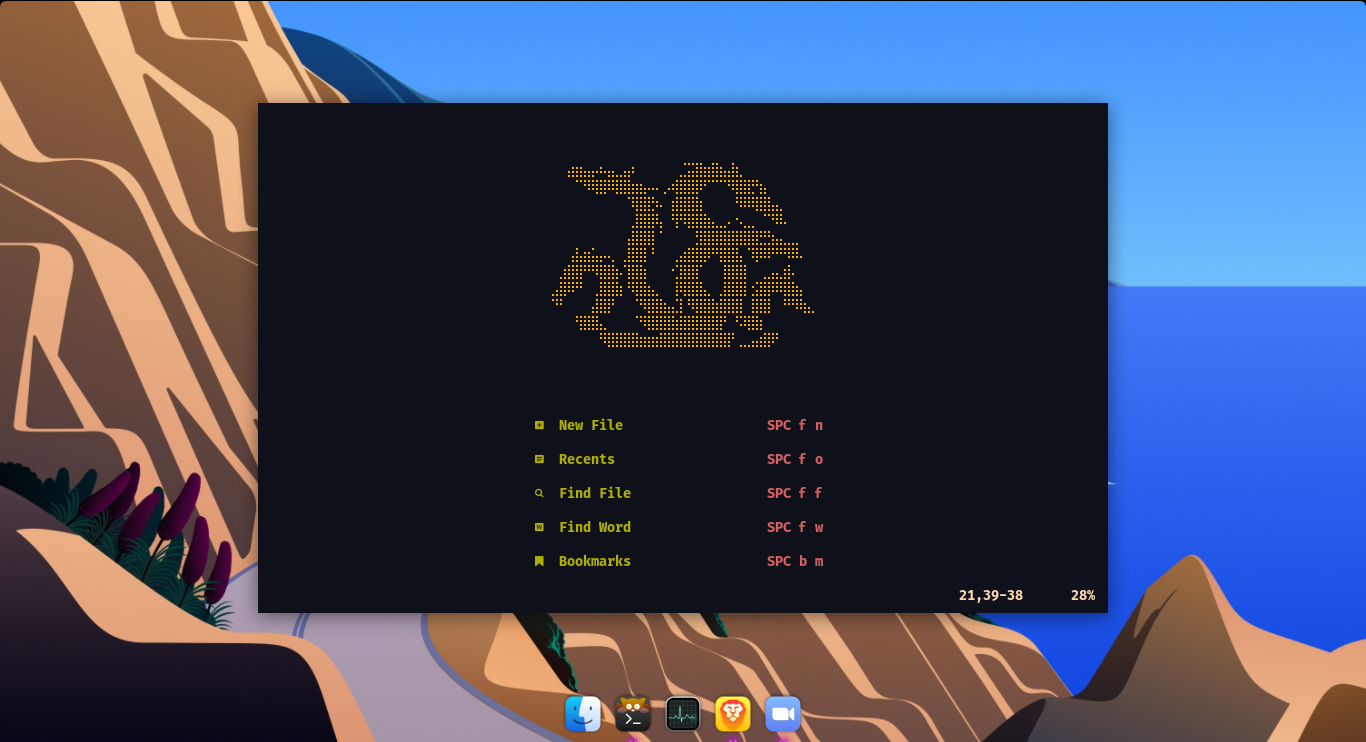 New File SPC f n
Recents SPC f o
Find File SPC f f
Find Word SPC f w
Bookmarks SPC b m
21,39-38 28%